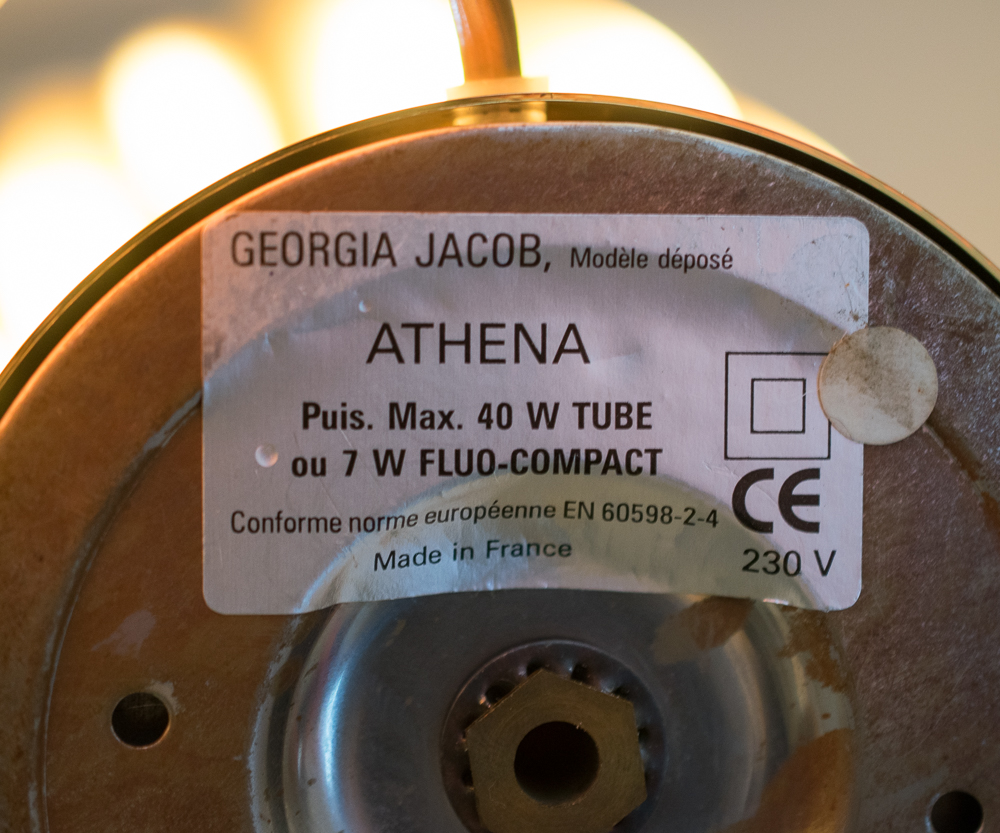 GEORGIA JACOB, Modèle déposé
ATHENA
Puis. Max. 40 W TUBE
ou 7 W FLUO-COMPACT
Conforme norme européenne EN 60598-2-4
Made in France
CE
230 V